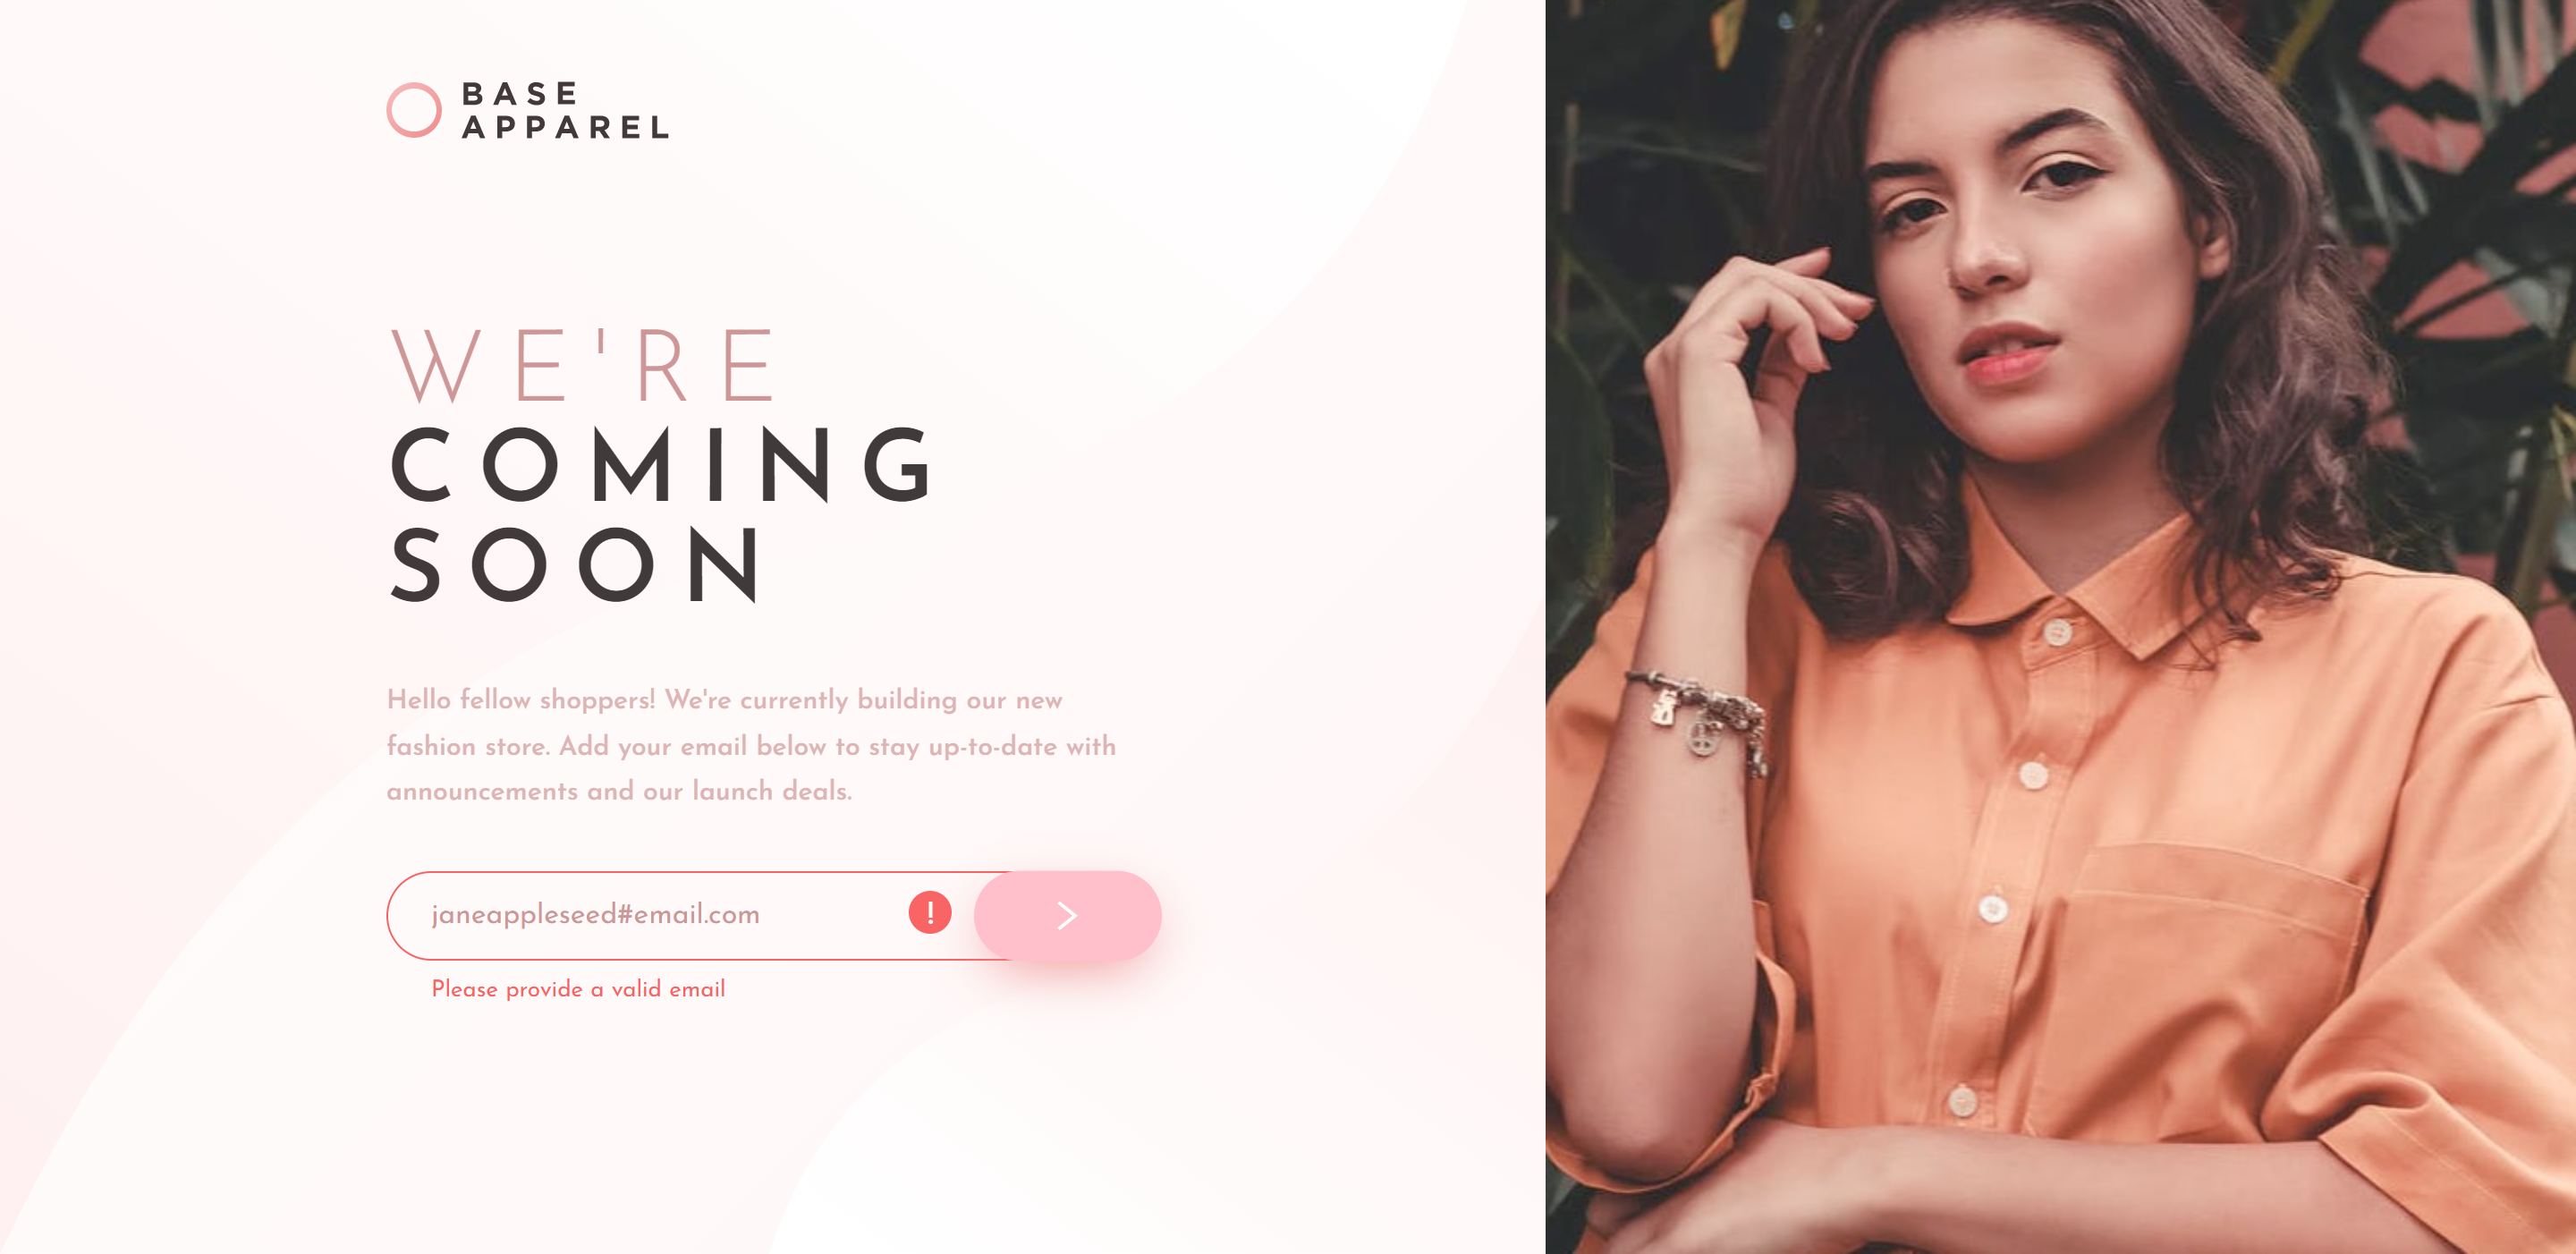 BASE
APPAREL
WE'RE
COMING
SOON
Hello fellow shoppers! We're currently building our new
fashion store. Add your email below to stay up-to-date with
announcements and our launch deals.
janeappleseed#email.com !
Please provide a valid email